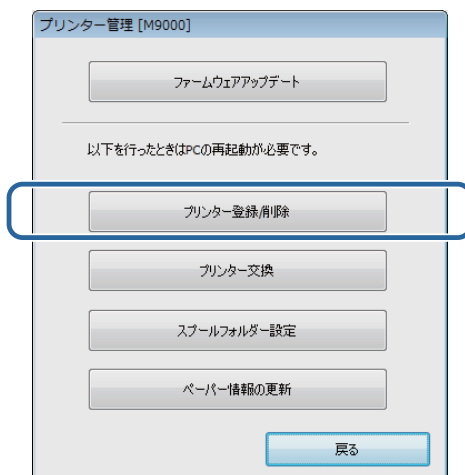 プリンター管理 [M9000]
ファームウェアアップデート
以下を行ったときはPCの再起動が必要です。
プリンター登録/削除
プリンター交換
スプールフォルダー設定
ペーパー情報の更新
戻る